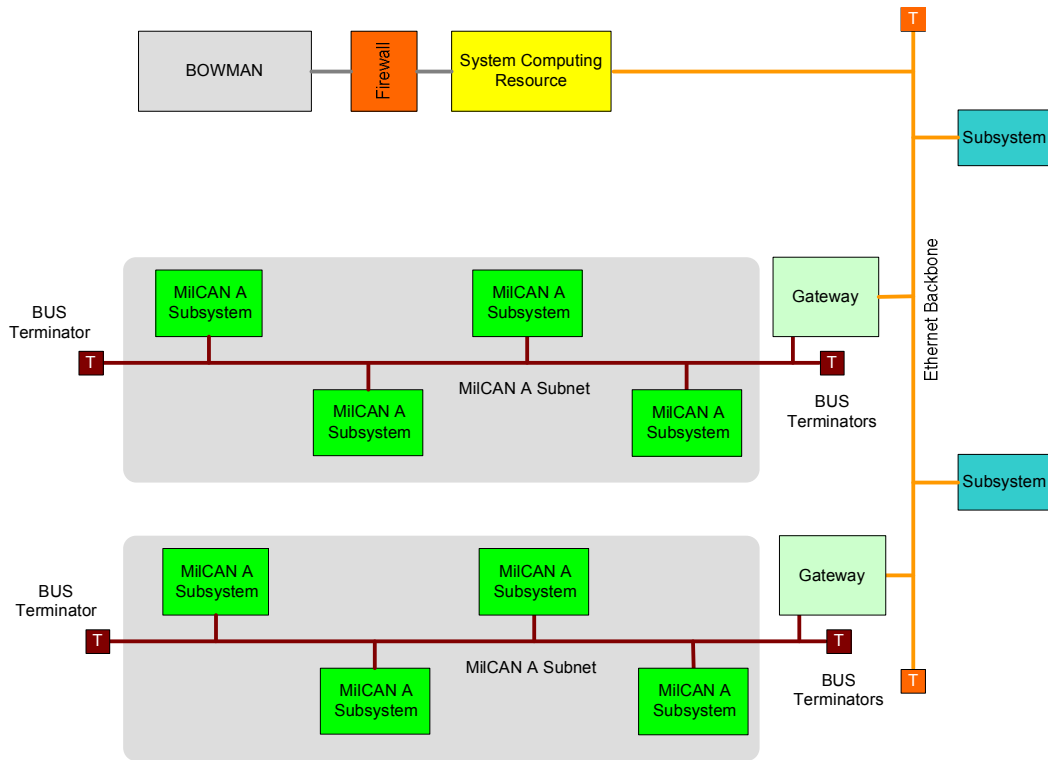 T
BOWMAN
Firewall
System Computing
Resource
Subsystem
Ethernet Backbone
MilCAN A
Subsystem
MilCAN A
Subsystem
Gateway
BUS
Terminator
T
T
MilCAN A
Subsystem
MilCAN A Subnet
MilCAN A
Subsystem
BUS
Terminators
Subsystem
MilCAN A
Subsystem
MilCAN A
Subsystem
Gateway
BUS
Terminator
T
T
MilCAN A
Subsystem
MilCAN A Subnet
MilCAN A
Subsystem
BUS
Terminators
T